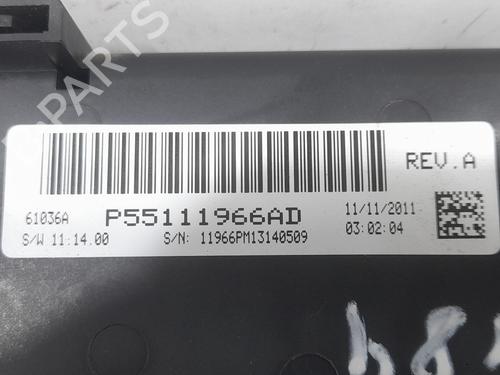 B-PARTS
REV.A
61036A P55111966AD 11/11/2011
S/W 11:14.00 S/N: 11966PM13140509 03:02:04